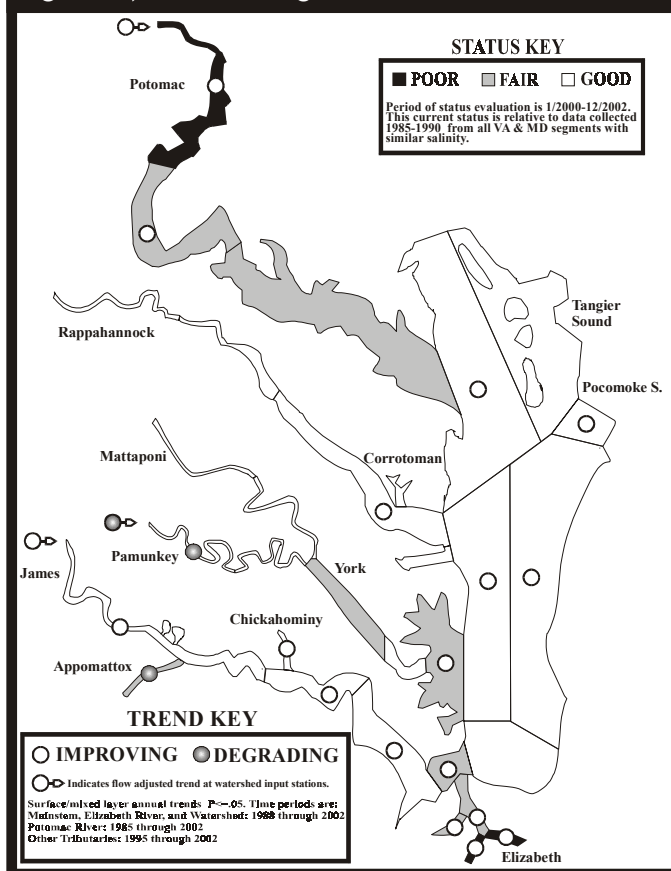 STATUS KEY
POOR FAIR GOOD
Period of status evaluation is 1/2000-12/2002.
This current status is relative to data collected
1985-1990 from all VA & MD segments with
similar salinity.
Potomac
Tangier
Sound
Rappahannock
Pocomoke S.
Mattaponi
Corrotoman
Pamunkey
York
James
Chickahominy
Appomattox
TREND KEY
IMPROVING DEGRADING
Indicates flow adjusted trend at watershed input stations.
Surface/mixed layer annual trends P<=.05. Time periods are:
Mainstem, Elizabeth River, and Watershed: 1988 through 2002
Potomac River: 1985 through 2002
Other Tributaries: 1995 through 2002
Elizabeth